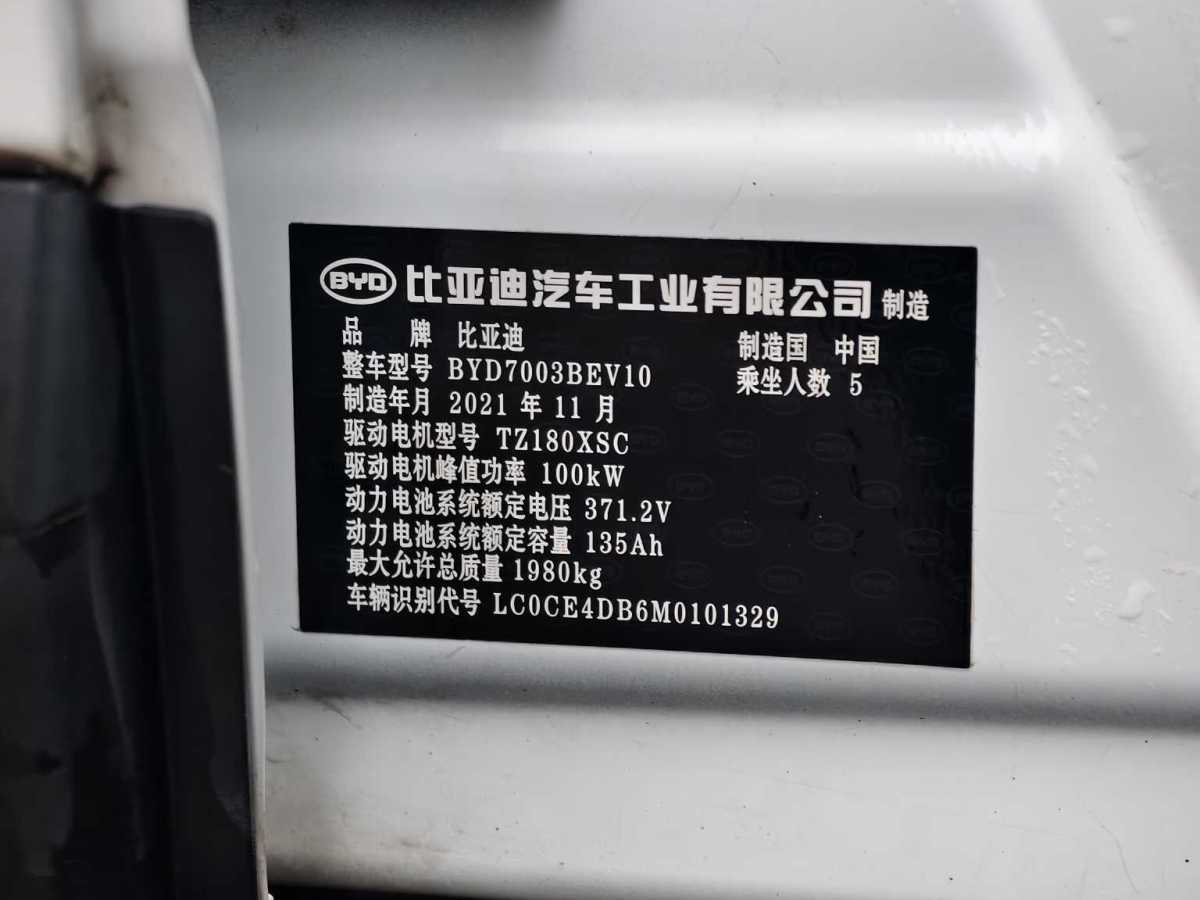 BYD 比亚迪汽车工业有限公司 制造
品 牌 比亚迪 制造国 中国
整车型号 BYD7003BEV10 乘坐人数 5
制造年月 2021 年 11 月
驱动电机型号 TZ180XSC
驱动电机峰值功率 100kW
动力电池系统额定电压 371.2V
动力电池系统额定容量 135Ah
最大允许总质量 1980kg
车辆识别代号 LC0CE4DB6M0101329